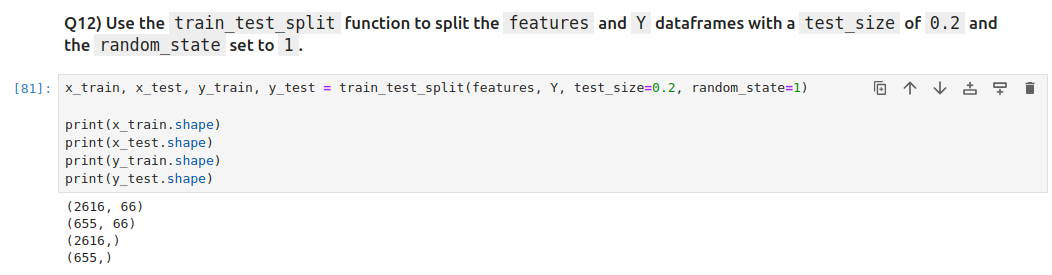 Q12) Use the train_test_split function to split the features and Y dataframes with a test_size of 0.2 and
the random_state set to 1.
[81]: x_train, x_test, y_train, y_test = train_test_split(features, Y, test_size=0.2, random_state=1)
print(x_train.shape)
print(x_test.shape)
print(y_train.shape)
print(y_test.shape)
(2616, 66)
(655, 66)
(2616,)
(655,)